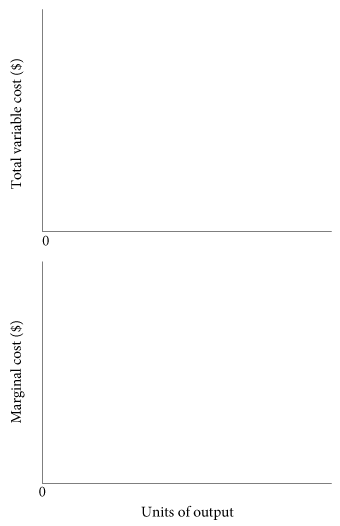 Total variable cost ($)
0
Marginal cost ($)
0
Units of output